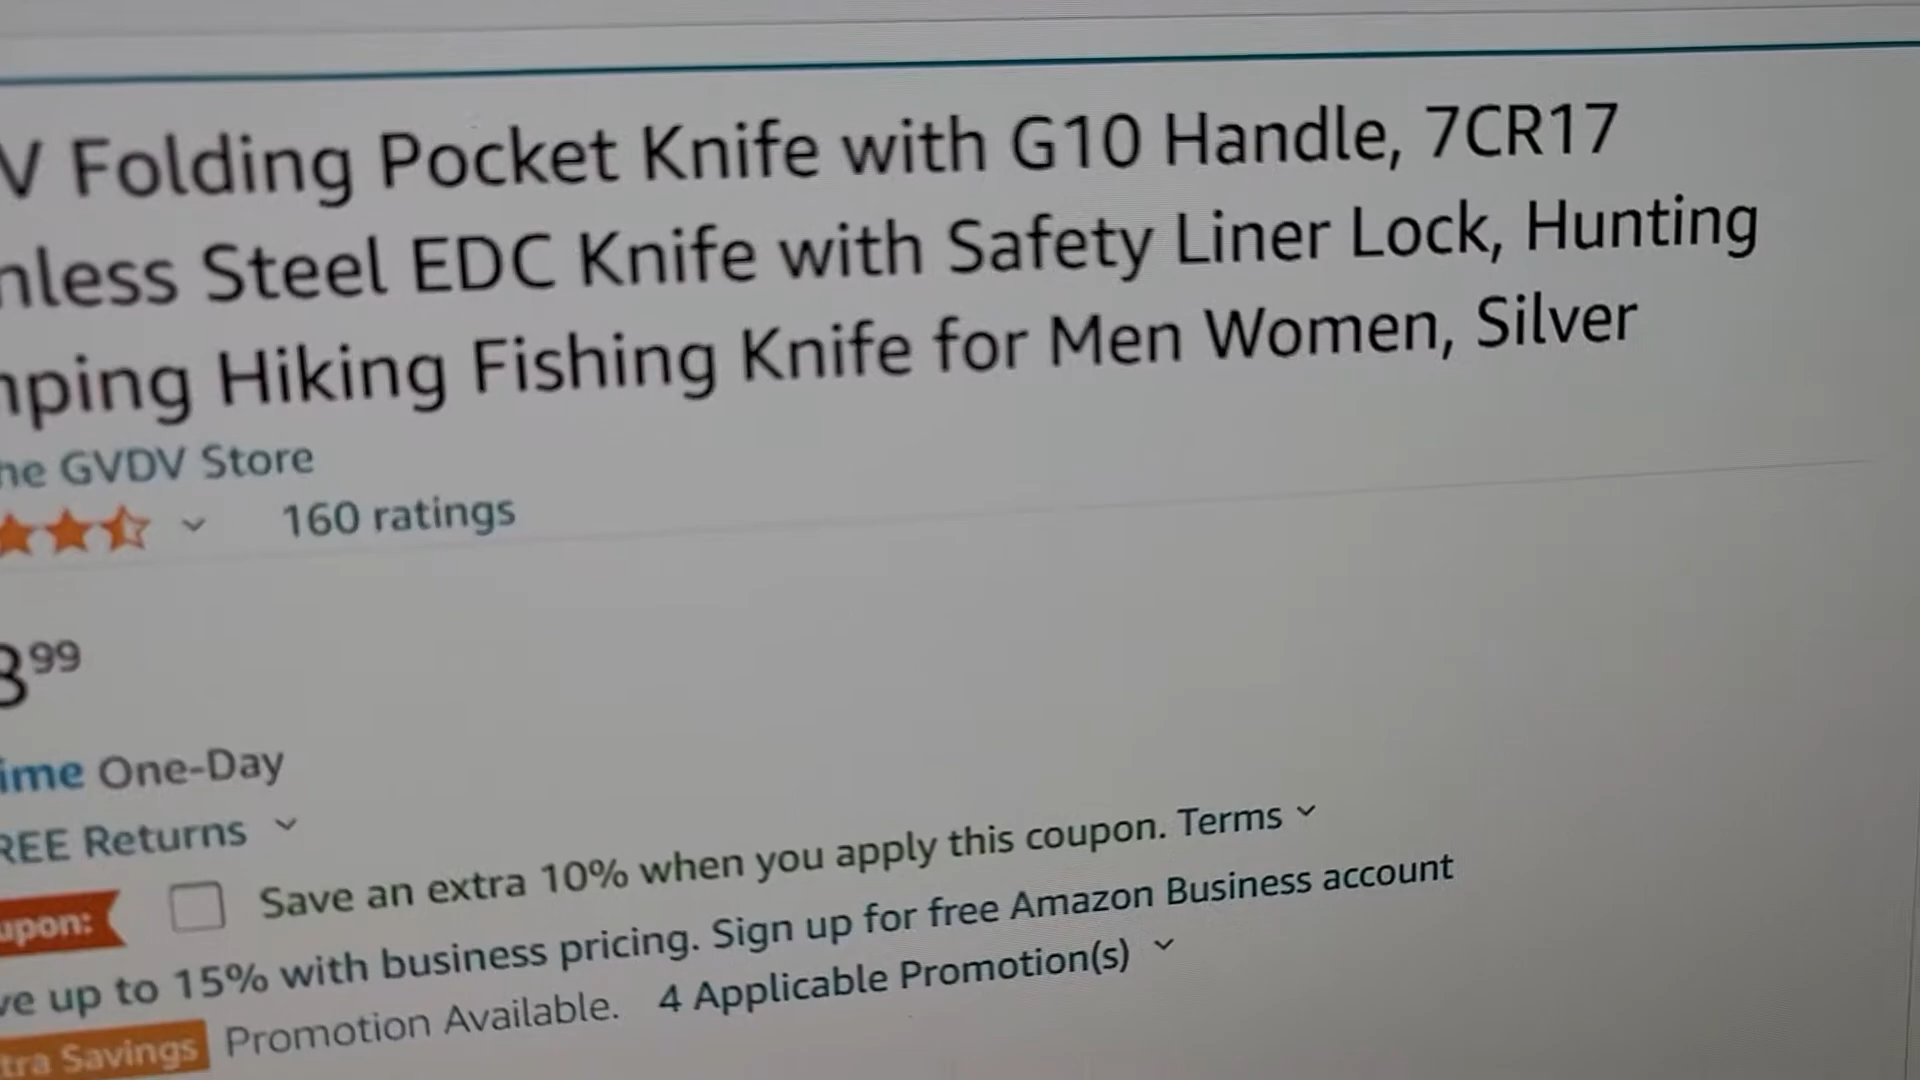 V Folding Pocket Knife with G10 Handle, 7CR17
nless Steel EDC Knife with Safety Liner Lock, Hunting
nping Hiking Fishing Knife for Men Women, Silver
he GVDV Store
160 ratings
3 99
ime One-Day
REE Returns
upon: Save an extra 10% when you apply this coupon. Terms
ve up to 15% with business pricing. Sign up for free Amazon Business account
tra Savings Promotion Available. 4 Applicable Promotion(s)